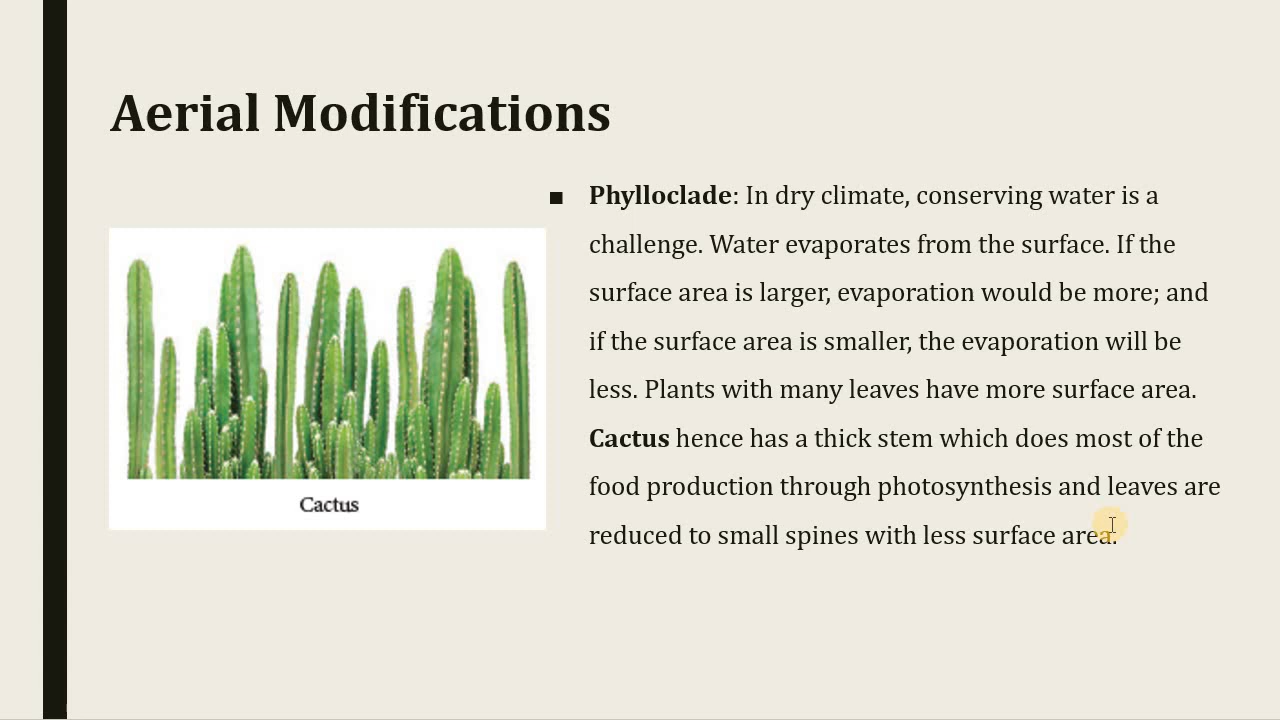 Aerial Modifications
■ Phylloclade: In dry climate, conserving water is a
challenge. Water evaporates from the surface. If the
surface area is larger, evaporation would be more; and
if the surface area is smaller, the evaporation will be
less. Plants with many leaves have more surface area.
Cactus hence has a thick stem which does most of the
food production through photosynthesis and leaves are
reduced to small spines with less surface area.
Cactus